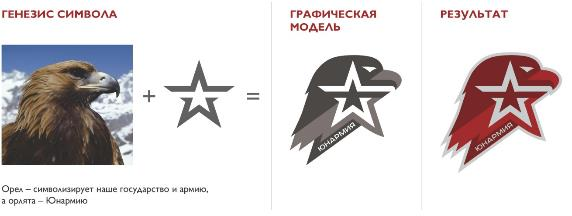 ГЕНЕЗИС СИМВОЛА
+
=
Орел – символизирует наше государство и армию,
а орлята – Юнармию
ГРАФИЧЕСКАЯ
МОДЕЛЬ
ЮНАРМИЯ
РЕЗУЛЬТАТ
ЮНАРМИЯ